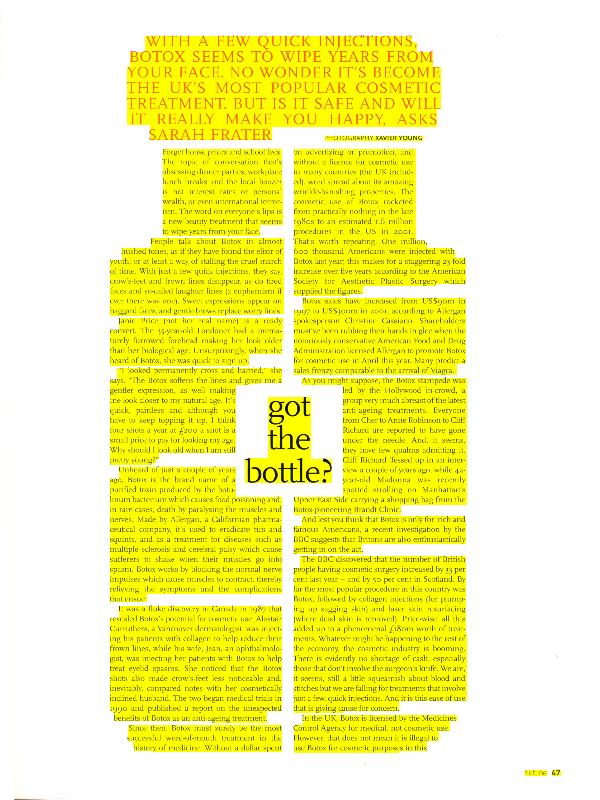 WITH A FEW QUICK INJECTIONS,
BOTOX SEEMS TO WIPE YEARS FROM
YOUR FACE. NO WONDER IT'S BECOME
THE UK'S MOST POPULAR COSMETIC
TREATMENT. BUT IS IT SAFE AND WILL
IT REALLY MAKE YOU HAPPY, ASKS
SARAH FRATER
PHOTOGRAPHY XAVIER YOUNG
Forget house prices and school fees.
The topic of conversation that's
obsessing dinner parties, workplace
lunch breaks and the local boozer
is not interest rates or personal
wealth, or even international terror-
ism. The word on everyone's lips is
a new beauty treatment that seems
to wipe years from your face.
People talk about Botox in almost
hushed tones, as if they have found the elixir of
youth, or at least a way of stalling the cruel march
of time. With just a few quick injections, they say,
crow's-feet and frown lines disappear, as do tired
faces and so-called laughter lines (a euphemism if
ever there was one). Sweet expressions appear on
haggard faces, and gentle brows replace worry lines.
Janie Price (not her real name) is a ready
convert. The 35-year-old Londoner had a prema-
turely furrowed forehead making her look older
than her biological age. Unsurprisingly, when she
heard of Botox, she was quick to sign up.
"I looked permanently cross and harried," she
says. "The Botox softens the lines and gives me a
gentler expression, as well making
me look closer to my natural age. It's
quick, painless and although you
have to keep topping it up, I think
four shots a year at £200 a shot is a
small price to pay for looking my age.
Why should I look old when I am still
pretty young?"
Unheard of just a couple of years
ago, Botox is the brand name of a
purified toxin produced by the botu-
linum bacterium which causes food poisoning and,
in rare cases, death by paralysing the muscles and
nerves. Made by Allergan, a Californian pharma-
ceutical company, it's used to eradicate tics and
squints, and as a treatment for diseases such as
multiple sclerosis and cerebral palsy which cause
sufferers to shake when their muscles go into
spasm. Botox works by blocking the normal nerve
impulses which cause muscles to contract, thereby
relieving the symptoms and the complications
that ensue.
It was a fluke discovery in Canada in 1987 that
revealed Botox's potential for cosmetic use. Alastair
Carruthers, a Vancouver dermatologist, was inject-
ing his patients with collagen to help reduce their
frown lines, while his wife, Jean, an ophthalmolo-
gist, was injecting her patients with Botox to help
treat eyelid spasms. She noticed that the Botox
shots also made crow's-feet less noticeable and,
inevitably, compared notes with her cosmetically
inclined husband. The two began medical trials in
1990 and published a report on the unexpected
benefits of Botox as an anti-ageing treatment.
Since then, Botox must surely be the most
successful word-of-mouth treatment in the
history of medicine. Without a dollar spent
on advertising or promotion, and
without a licence for cosmetic use
in many countries (the UK includ-
ed), word spread about its amazing
wrinkle-banishing properties. The
cosmetic use of Botox rocketed
from practically nothing in the late
1980s to an estimated 1.6 million
procedures in the US in 2001.
That's worth repeating. One million,
600 thousand Americans were injected with
Botox last year; this makes for a staggering 23 fold
increase over five years according to the American
Society for Aesthetic Plastic Surgery which
supplied the figures.
Botox sales have increased from US$90m in
1997 to US$300m in 2001, according to Allergan
spokesperson Christine Cassiano. Shareholders
must've been rubbing their hands in glee when the
notoriously conservative American Food and Drug
Administration licensed Allergan to promote Botox
for cosmetic use in April this year. Many predict a
sales frenzy comparable to the arrival of Viagra.
As you might suppose, the Botox stampede was
led by the Hollywood in-crowd, a
group very much abreast of the latest
anti-ageing treatments. Everyone
from Cher to Anne Robinson to Cliff
Richard are reported to have gone
under the needle. And, it seems,
they have few qualms admitting it.
Cliff Richard 'fessed up in an inter-
view a couple of years ago, while 42-
year-old Madonna was recently
spotted strolling on Manhattan's
Upper East Side carrying a shopping bag from the
Botox-pioneering Brandt Clinic.
And lest you think that Botox is only for rich and
famous Americans, a recent investigation by the
BBC suggests that Britons are also enthusiastically
getting in on the act.
The BBC discovered that the number of British
people having cosmetic surgery increased by 33 per
cent last year – and by 50 per cent in Scotland. By
far the most popular procedure in this country was
Botox, followed by collagen injections (for plump-
ing up sagging skin) and laser skin resurfacing
(where dead skin is removed). Price-wise, all this
added up to a phenomenal £180m worth of treat-
ments. Whatever might be happening to the rest of
the economy, the cosmetic industry is booming.
There is evidently no shortage of cash, especially
those that don't involve the surgeon's knife. We are,
it seems, still a little squeamish about blood and
stitches but we are falling for treatments that involve
just a few, quick injections. And it is this ease of use
that is giving cause for concern.
In the UK, Botox is licensed by the Medicines
Control Agency for medical, not cosmetic use.
However, that does not mean it is illegal to
use Botox for cosmetic purposes in this
got
the
bottle?
47